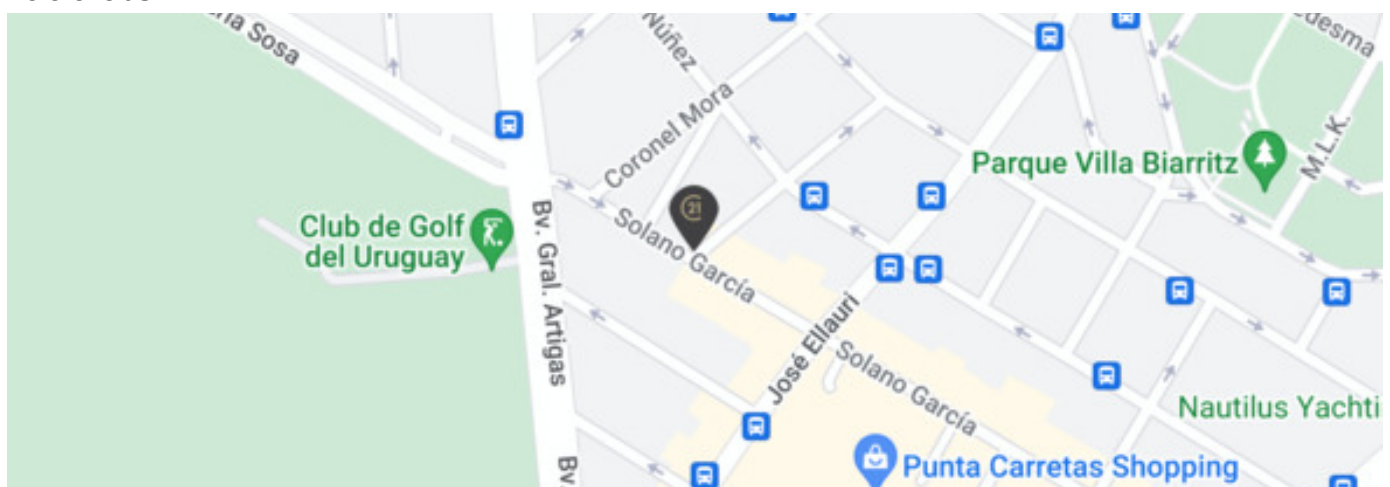 Sosa
Núñez
Coronel Mora
Parque Villa Biarritz
M.L.K.
Club de Golf
del Uruguay
Bv. Gral. Artigas
Solano García
21
José Ellauri
Solano García
Nautilus Yachti
Punta Carretas Shopping
Bv.